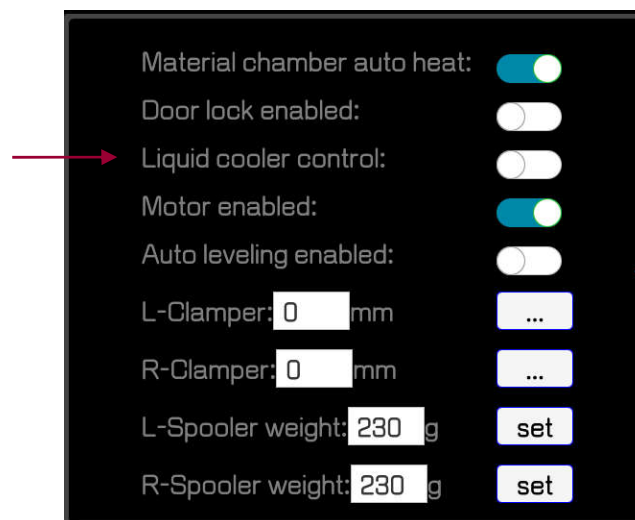 Material chamber auto heat:
Door lock enabled:
Liquid cooler control:
Motor enabled:
Auto leveling enabled:
L-Clamper: 0 mm ...
R-Clamper: 0 mm ...
L-Spooler weight: 230 g set
R-Spooler weight: 230 g set